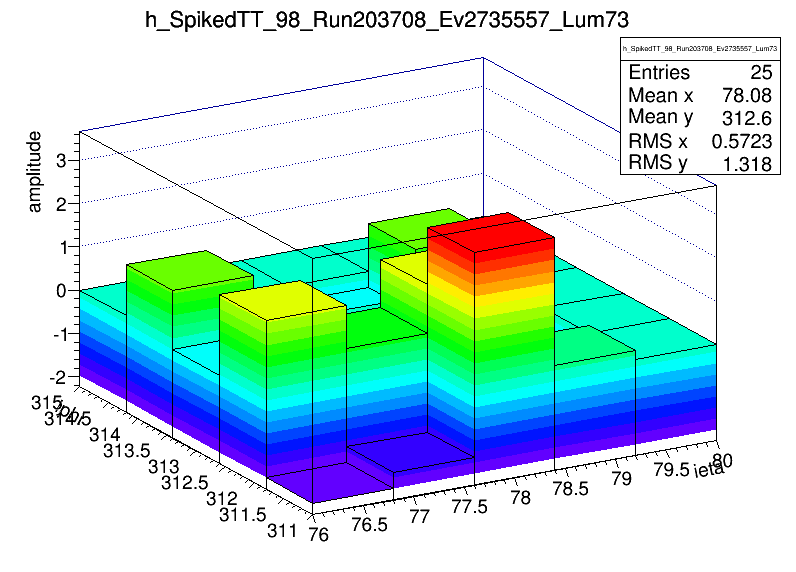 h_SpikedTT_98_Run203708_Ev2735557_Lum73
h_SpikedTT_98_Run203708_Ev2735557_Lum73
Entries 25
Mean x 78.08
Mean y 312.6
RMS x 0.5723
RMS y 1.318
amplitude
3
2
1
0
-1
-2
315
314.5
314
313.5
313
312.5
312
311.5
311
76
76.5
77
77.5
78
78.5
79
79.5
80
ieta